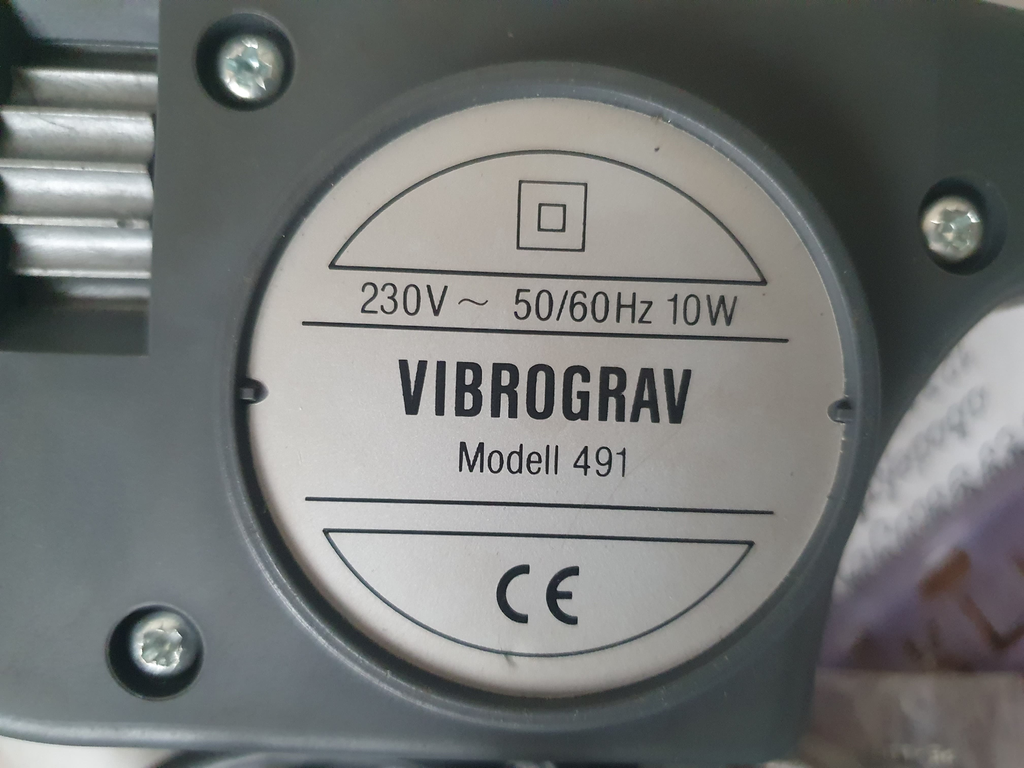 230V ~ 50/60Hz 10W
VIBROGRAV
Modell 491
CE